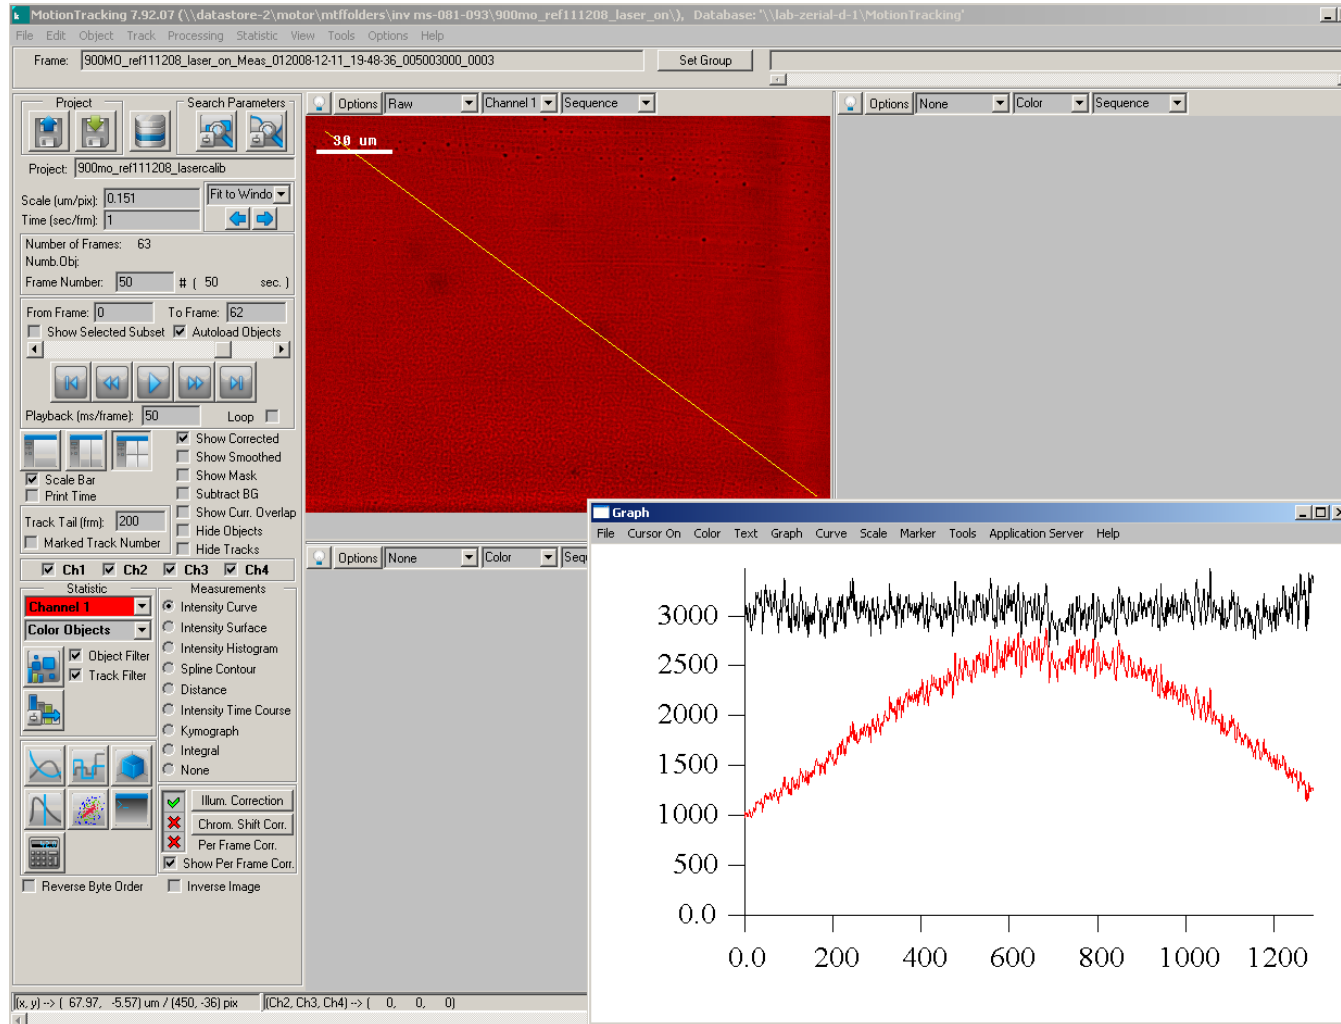 MotionTracking 7.92.07 (\\datastore-2\motor\mtffolders\inv ms-081-093\900mo_ref111208_laser_on\), Database: '\\lab-zerial-d-1\MotionTracking'
File Edit Object Track Processing Statistic View Tools Options Help
Frame: 900MO_ref111208_laser_on_Meas_012008-12-11_19-48-36_005003000_0003 Set Group
Project Search Parameters
Options Raw Channel 1 Sequence
Options None Color Sequence
30 um
Project: 900mo_ref111208_lasercalib
Scale (um/pix): 0.151 Fit to Windo
Time (sec/frm): 1
Number of Frames: 63
Numb.Obj:
Frame Number: 50 # ( 50 sec. )
From Frame: 0 To Frame: 62
Show Selected Subset Autoload Objects
Playback (ms/frame): 50 Loop
Show Corrected
Show Smoothed
Show Mask
Subtract BG
Show Curr. Overlap
Hide Objects
Hide Tracks
Scale Bar
Print Time
Track Tail (frm): 200
Marked Track Number
Ch1 Ch2 Ch3 Ch4
Options None Color Sequ
Statistic
Channel 1
Color Objects
Object Filter
Track Filter
Measurements
Intensity Curve
Intensity Surface
Intensity Histogram
Spline Contour
Distance
Intensity Time Course
Kymograph
Integral
None
Illum. Correction
Chrom. Shift Corr.
Per Frame Corr.
Show Per Frame Corr.
Reverse Byte Order Inverse Image
(x, y) --> ( 67.97, -5.57) um / (450, -36) pix (Ch2, Ch3, Ch4) --> ( 0, 0, 0)
Graph
File Cursor On Color Text Graph Curve Scale Marker Tools Application Server Help
3000
2500
2000
1500
1000
500
0.0
0.0 200 400 600 800 1000 1200